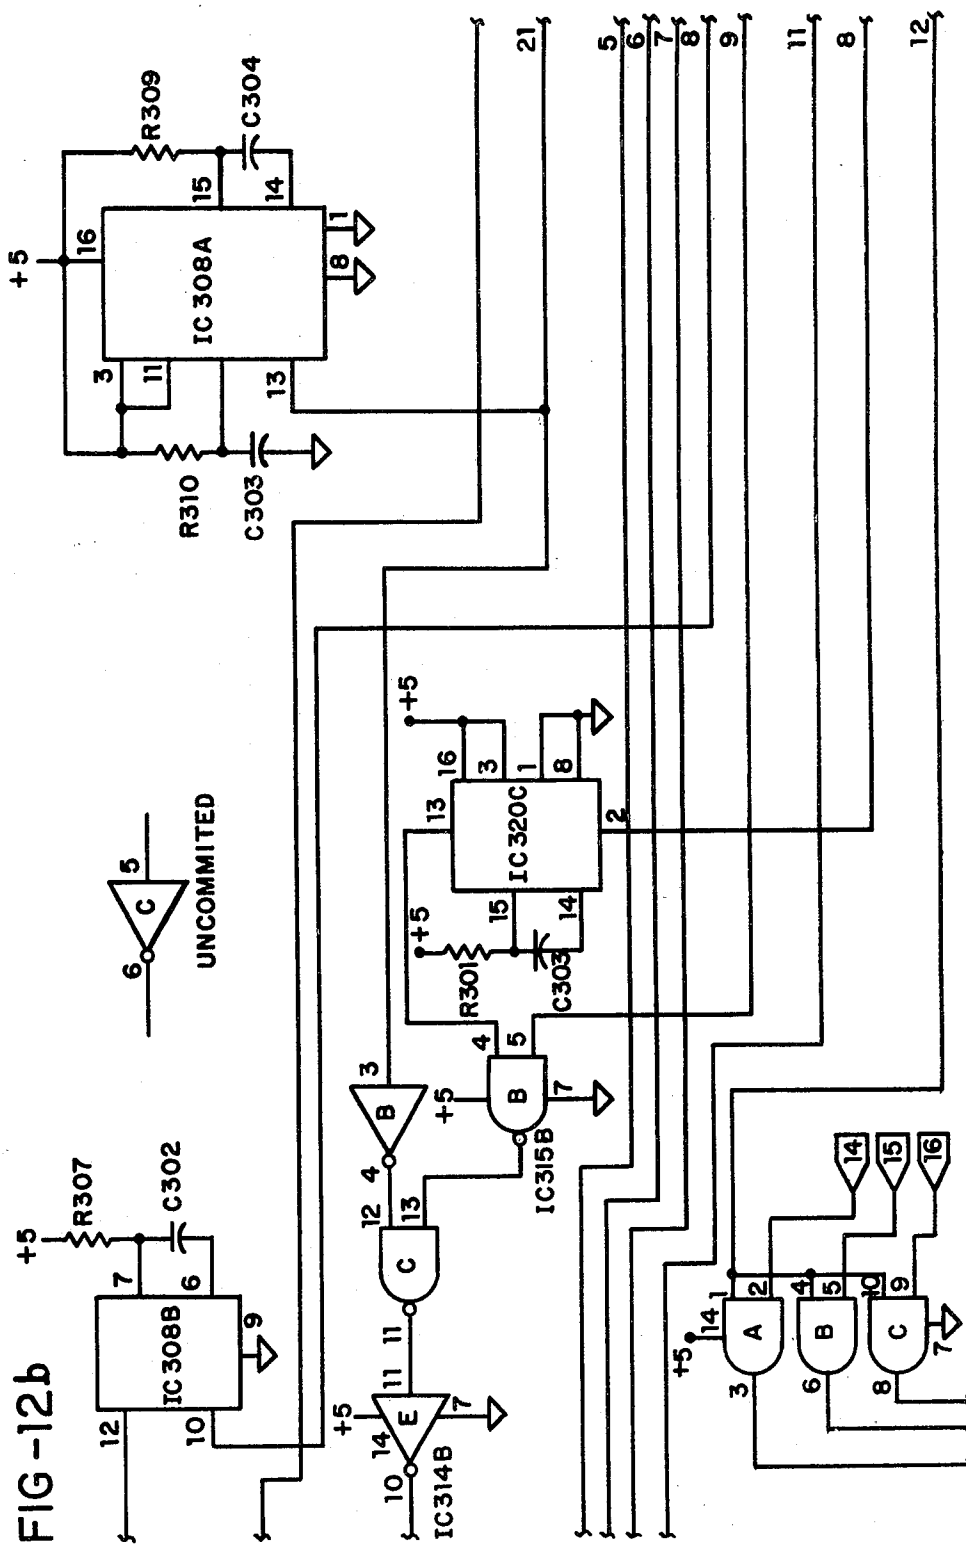 FIG-12b
+5
R307
C302
7
6
IC308B
9
12
10
6
C
5
UNCOMMITED
+5
16
R309
C304
15
14
IC308A
1
8
3
11
13
R310
C303
21
5
6
7
8
9
11
8
12
+5
16
3
1
8
13
IC320C
2
15
14
+5
R301
C303
3
B
4
12
13
C
11
4
5
+5
B
7
IC315B
11
+5
14
E
7
10
IC314B
14
15
16
+5
14
1
2
A
3
4
5
B
6
10
9
C
7
8